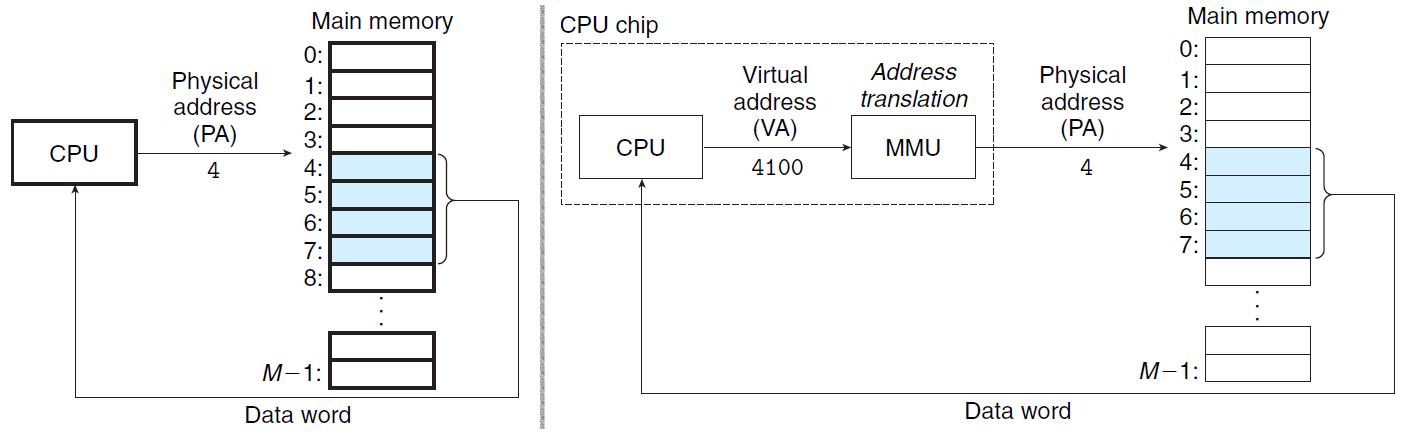 Main memory
0:
1:
2:
3:
4:
5:
6:
7:
8:
M−1:
Physical
address
(PA)
4
CPU
Data word
CPU chip
CPU
Virtual
address
(VA)
4100
Address
translation
MMU
Physical
address
(PA)
4
Main memory
0:
1:
2:
3:
4:
5:
6:
7:
M−1:
Data word